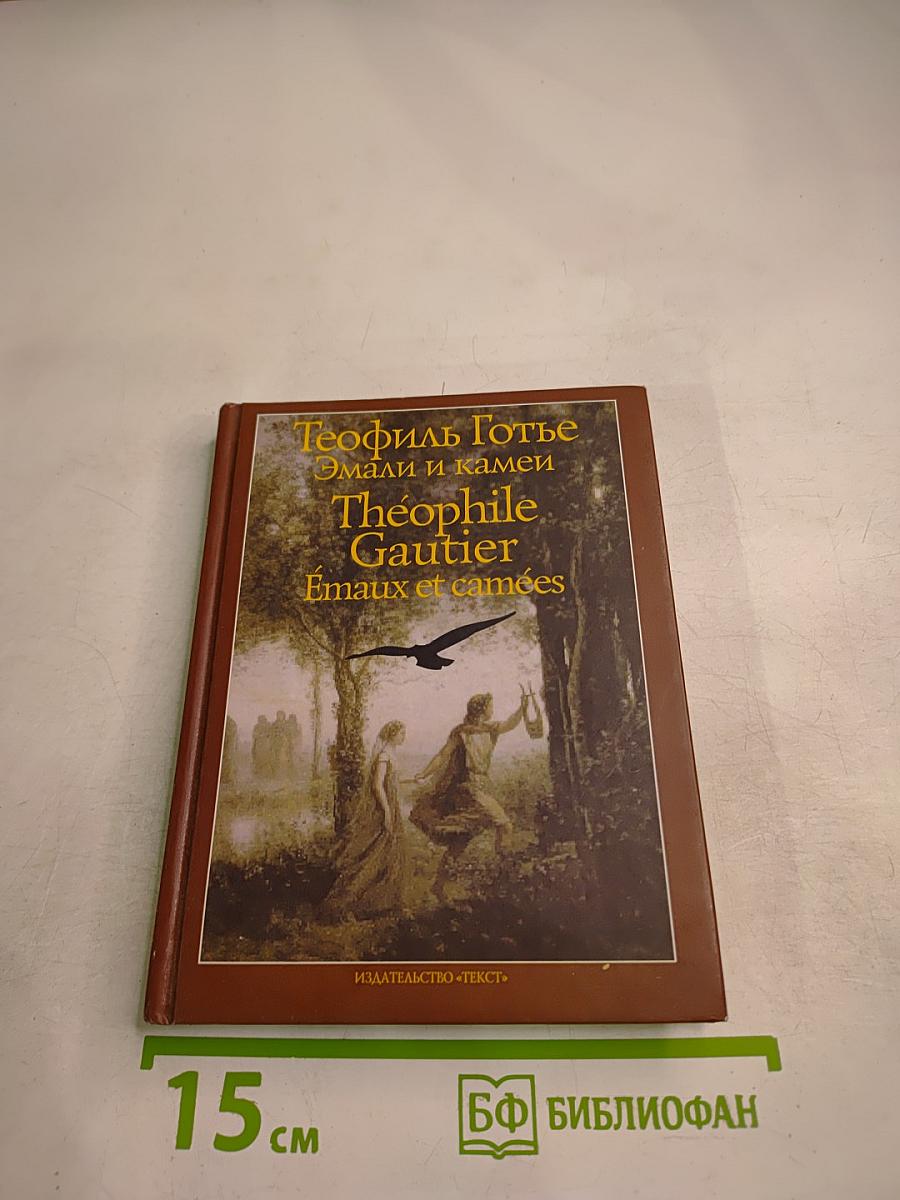 Теофиль Готье
Эмали и камеи
Théophile
Gautier
Émaux et camées
ИЗДАТЕЛЬСТВО «ТЕКСТ»
15 см
БФ БИБЛИОФАН